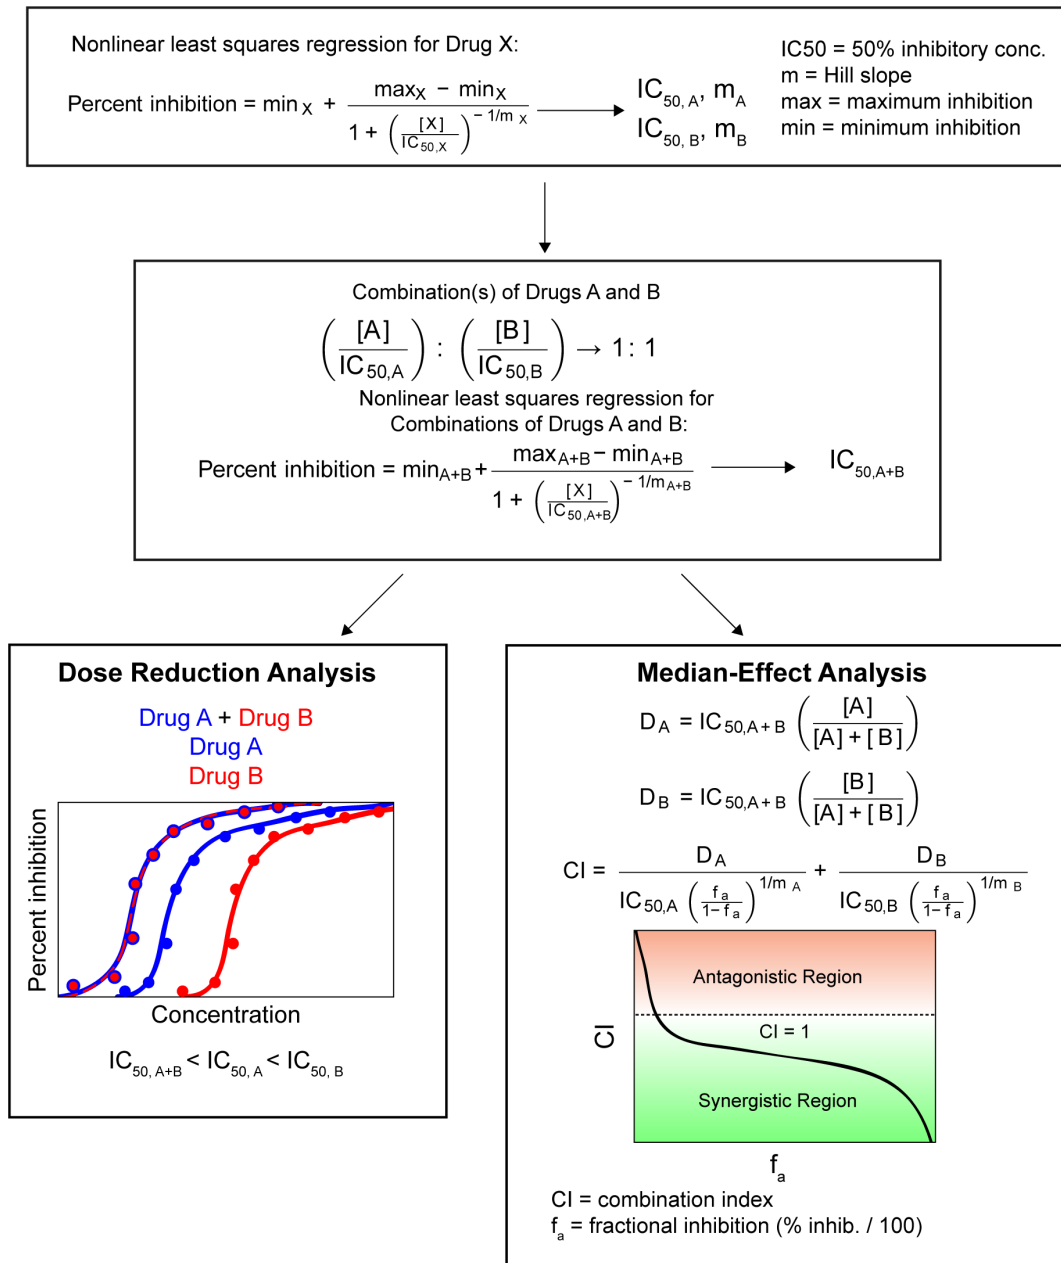 Nonlinear least squares regression for Drug X:
Percent inhibition = min X + (max X − min X) / (1 + ([X] / IC 50,X) − 1/m X)
IC 50, A, m A
IC 50, B, m B
IC50 = 50% inhibitory conc.
m = Hill slope
max = maximum inhibition
min = minimum inhibition
Combination(s) of Drugs A and B
([A] / IC 50,A) : ([B] / IC 50,B) → 1: 1
Nonlinear least squares regression for
Combinations of Drugs A and B:
Percent inhibition = min A+B + (max A+B − min A+B) / (1 + ([X] / IC 50,A+B) − 1/m A+B)
IC 50,A+B
Dose Reduction Analysis
Drug A + Drug B
Drug A
Drug B
Percent inhibition
Concentration
IC 50, A+B < IC 50, A < IC 50, B
Median-Effect Analysis
D A = IC 50,A+B ([A] / [A] + [B])
D B = IC 50,A+B ([B] / [A] + [B])
CI = D A / (IC 50,A (f a / 1− f a) 1/m A) + D B / (IC 50,B (f a / 1− f a) 1/m B)
Antagonistic Region
CI = 1
Synergistic Region
CI
f a
CI = combination index
f a = fractional inhibition (% inhib. / 100)